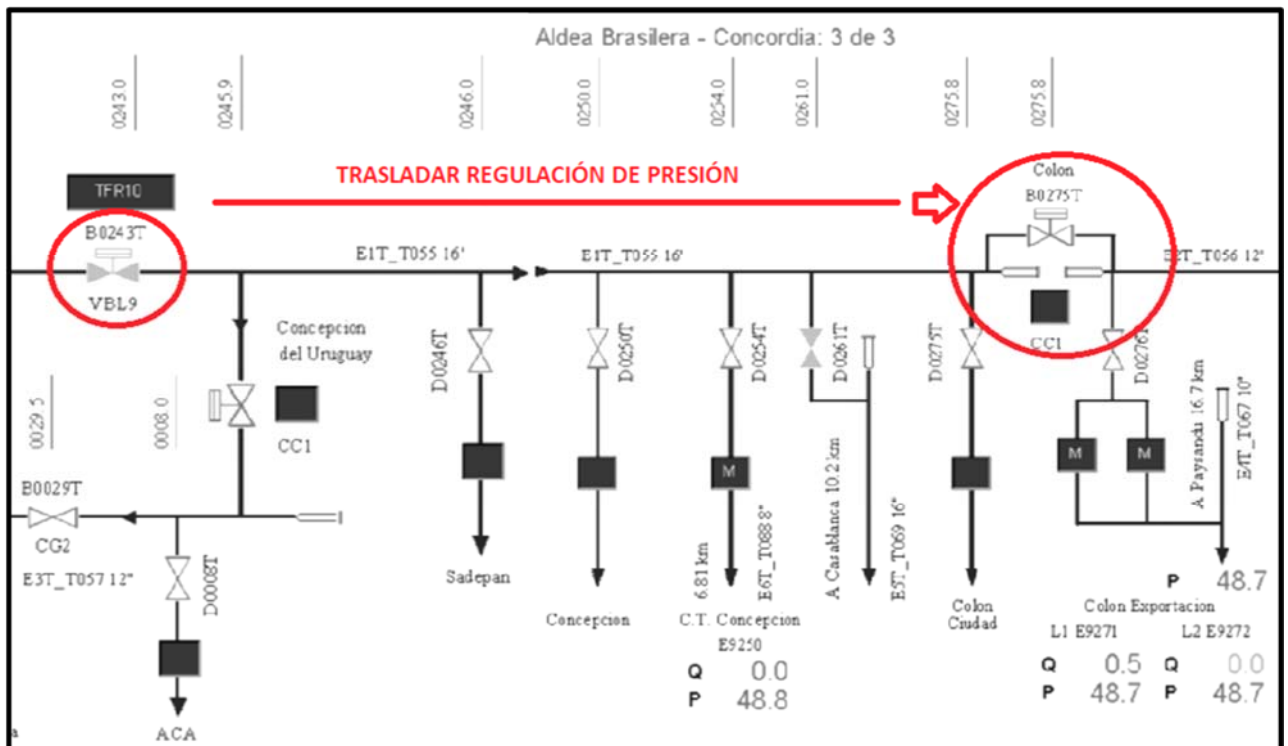 Aldea Brasilera - Concordia: 3 de 3
0243.0
0245.9
0246.0
0250.0
0254.0
0261.0
0275.8
0275.8
TRASLADAR REGULACIÓN DE PRESIÓN
TFR10
B0243T
VBL9
E1T_T055 16"
E1T_T055 16"
Colon
B0275T
E2T_T056 12"
CC1
Concepcion
del Uruguay
CC1
D0246T
D0250T
D0254T
D0261T
D0275T
D0276T
0029.5
0008.0
B0029T
CG2
E3T_T057 12"
D0008T
ACA
Sadepan
Concepcion
M
6.81 km
E6T_T088 8"
C.T. Concepcion
E9250
Q 0.0
P 48.8
A Casablanca 10.2 km
E5T_T069 16"
Colon
Ciudad
M
M
A Paysandu 16.7 km
E4T_T067 10"
P 48.7
Colon Exportacion
L1 E9271 L2 E9272
Q 0.5 Q 0.0
P 48.7 P 48.7
a